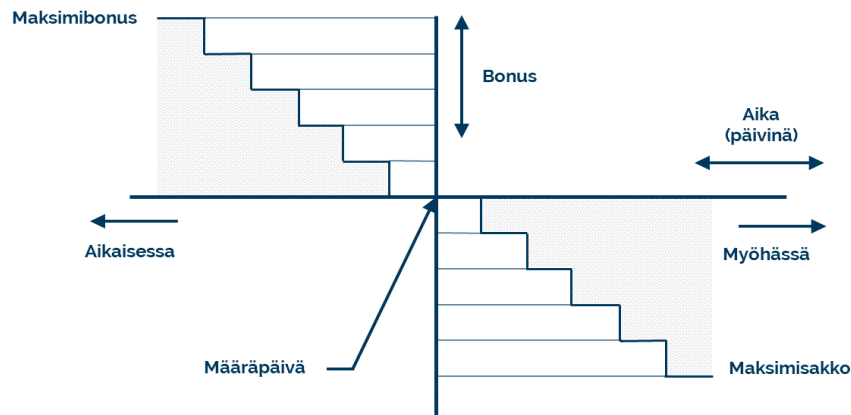 Maksimibonus
Bonus
Aika
(päivinä)
Aikaisessa
Myöhässä
Määräpäivä
Maksimisakko